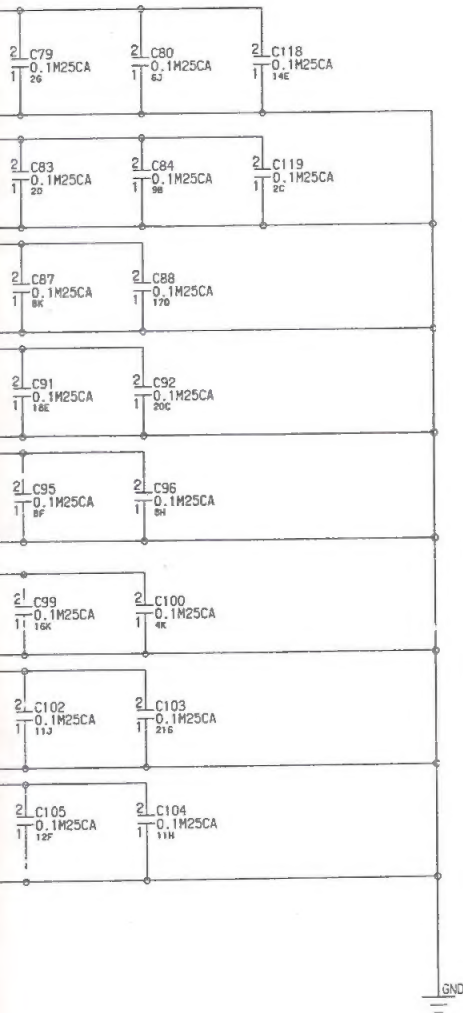 2 C79
0.1M25CA
1 2G
2 C80
0.1M25CA
1 6J
2 C118
0.1M25CA
1 14E
2 C83
0.1M25CA
1 2D
2 C84
0.1M25CA
1 9B
2 C119
0.1M25CA
1 2C
2 C87
0.1M25CA
1 8K
2 C88
0.1M25CA
1 17D
2 C91
0.1M25CA
1 18E
2 C92
0.1M25CA
1 20C
2 C95
0.1M25CA
1 8F
2 C96
0.1M25CA
1 8H
2 C99
0.1M25CA
1 16K
2 C100
0.1M25CA
1 4K
2 C102
0.1M25CA
1 11J
2 C103
0.1M25CA
1 21G
2 C105
0.1M25CA
1 12F
2 C104
0.1M25CA
1 11H
GND